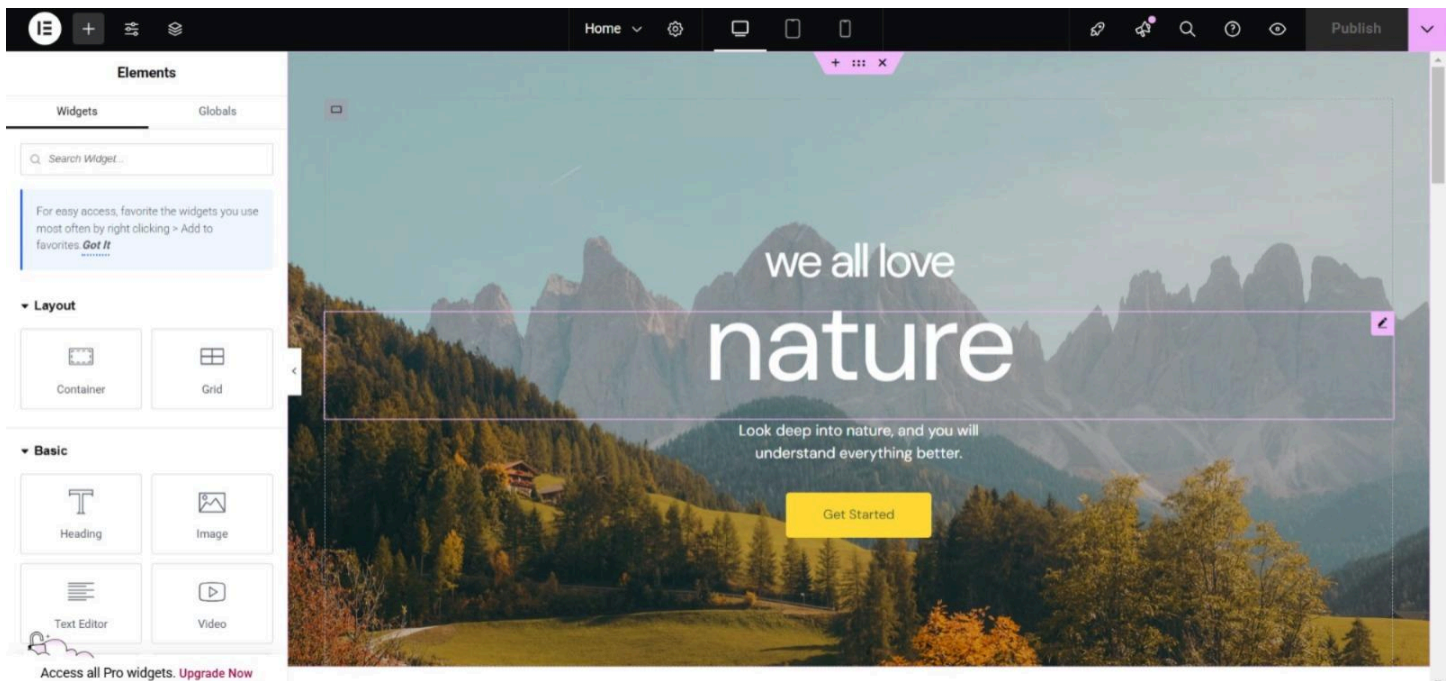 Home
Publish
Elements
Widgets
Globals
Search Widget...
For easy access, favorite the widgets you use
most often by right clicking > Add to
favorites. Got It
Layout
Container
Grid
Basic
Heading
Image
Text Editor
Video
Access all Pro widgets. Upgrade Now
we all love
nature
Look deep into nature, and you will
understand everything better.
Get Started